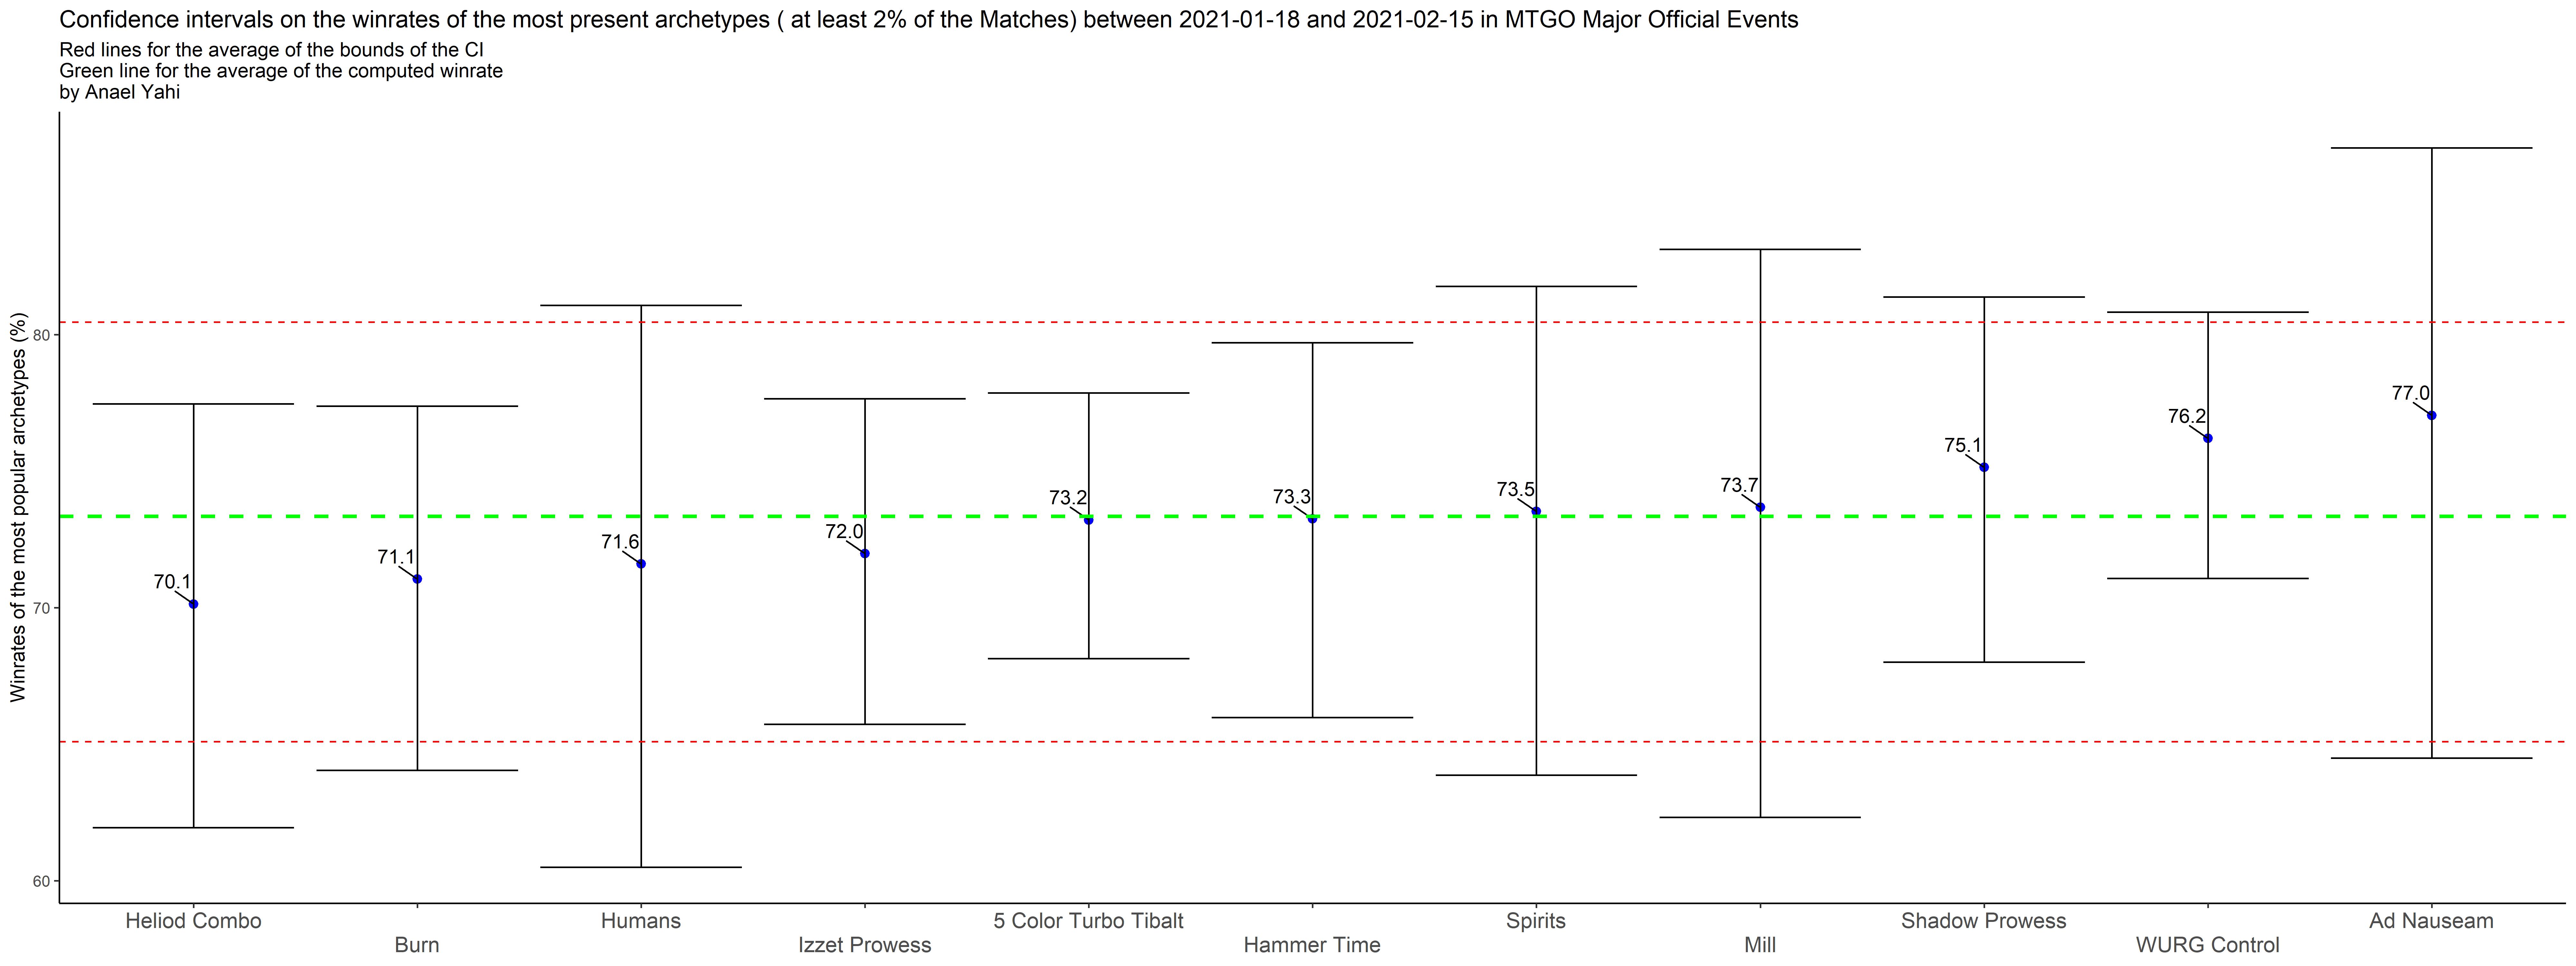 Confidence intervals on the winrates of the most present archetypes ( at least 2% of the Matches) between 2021-01-18 and 2021-02-15 in MTGO Major Official Events
Red lines for the average of the bounds of the CI
Green line for the average of the computed winrate
by Anael Yahi
Winrates of the most popular archetypes (%)
80
70
60
70.1
71.1
71.6
72.0
73.2
73.3
73.5
73.7
75.1
76.2
77.0
Heliod Combo
Burn
Humans
Izzet Prowess
5 Color Turbo Tibalt
Hammer Time
Spirits
Mill
Shadow Prowess
WURG Control
Ad Nauseam